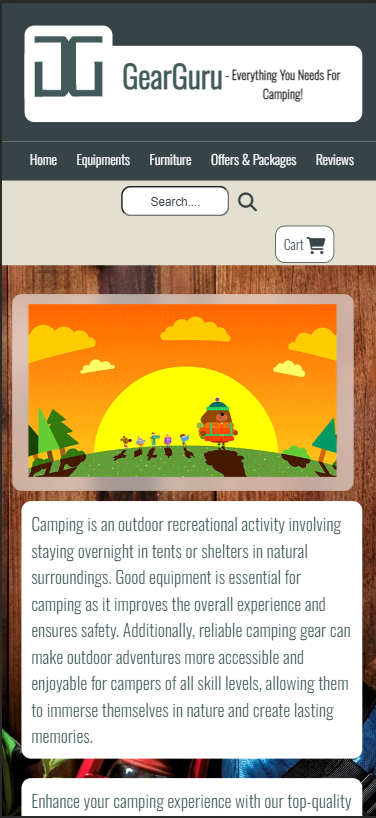 GearGuru - Everything You Needs For
Camping!
Home Equipments Furniture Offers & Packages Reviews
Search....
Cart
Camping is an outdoor recreational activity involving
staying overnight in tents or shelters in natural
surroundings. Good equipment is essential for
camping as it improves the overall experience and
ensures safety. Additionally, reliable camping gear can
make outdoor adventures more accessible and
enjoyable for campers of all skill levels, allowing them
to immerse themselves in nature and create lasting
memories.
Enhance your camping experience with our top-quality